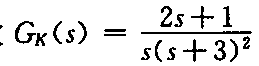 : G_K(s) = \frac{2s+1}{s(s+3)^2}